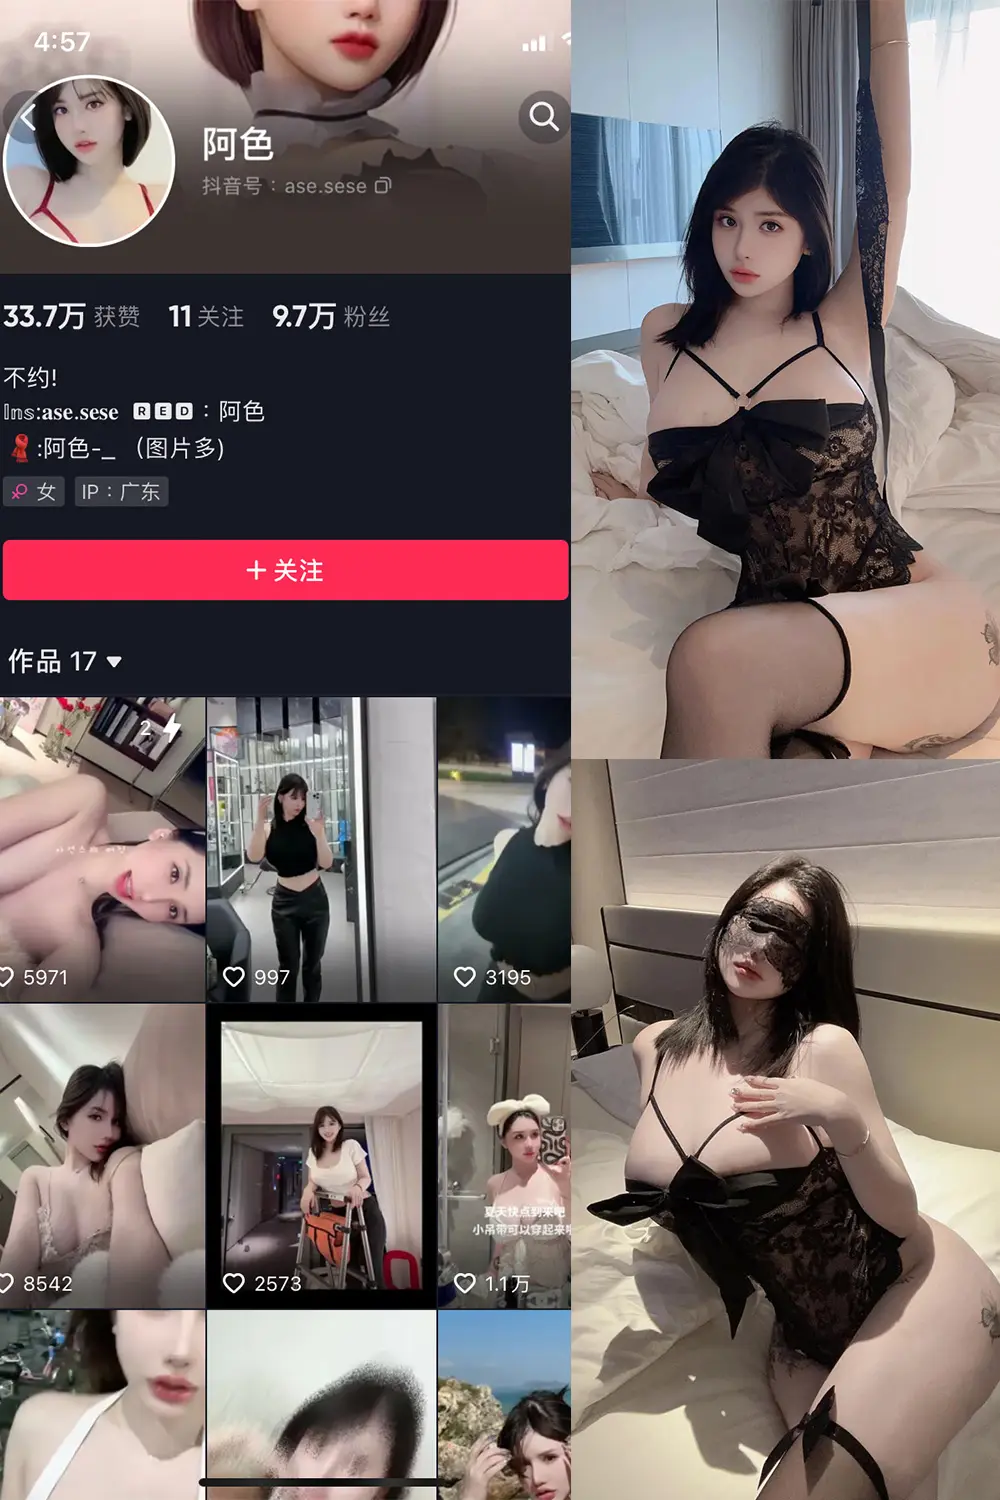 4:57
阿色
抖音号：ase.sese
33.7万 获赞 11 关注 9.7万 粉丝
不约!
Ins:ase.sese RED：阿色
:阿色-_ （图片多）
女 IP：广东
+ 关注
作品 17
2
5971
997
3195
8542
2573
夏天快点到来吧
小吊带可以穿起来
1.1万